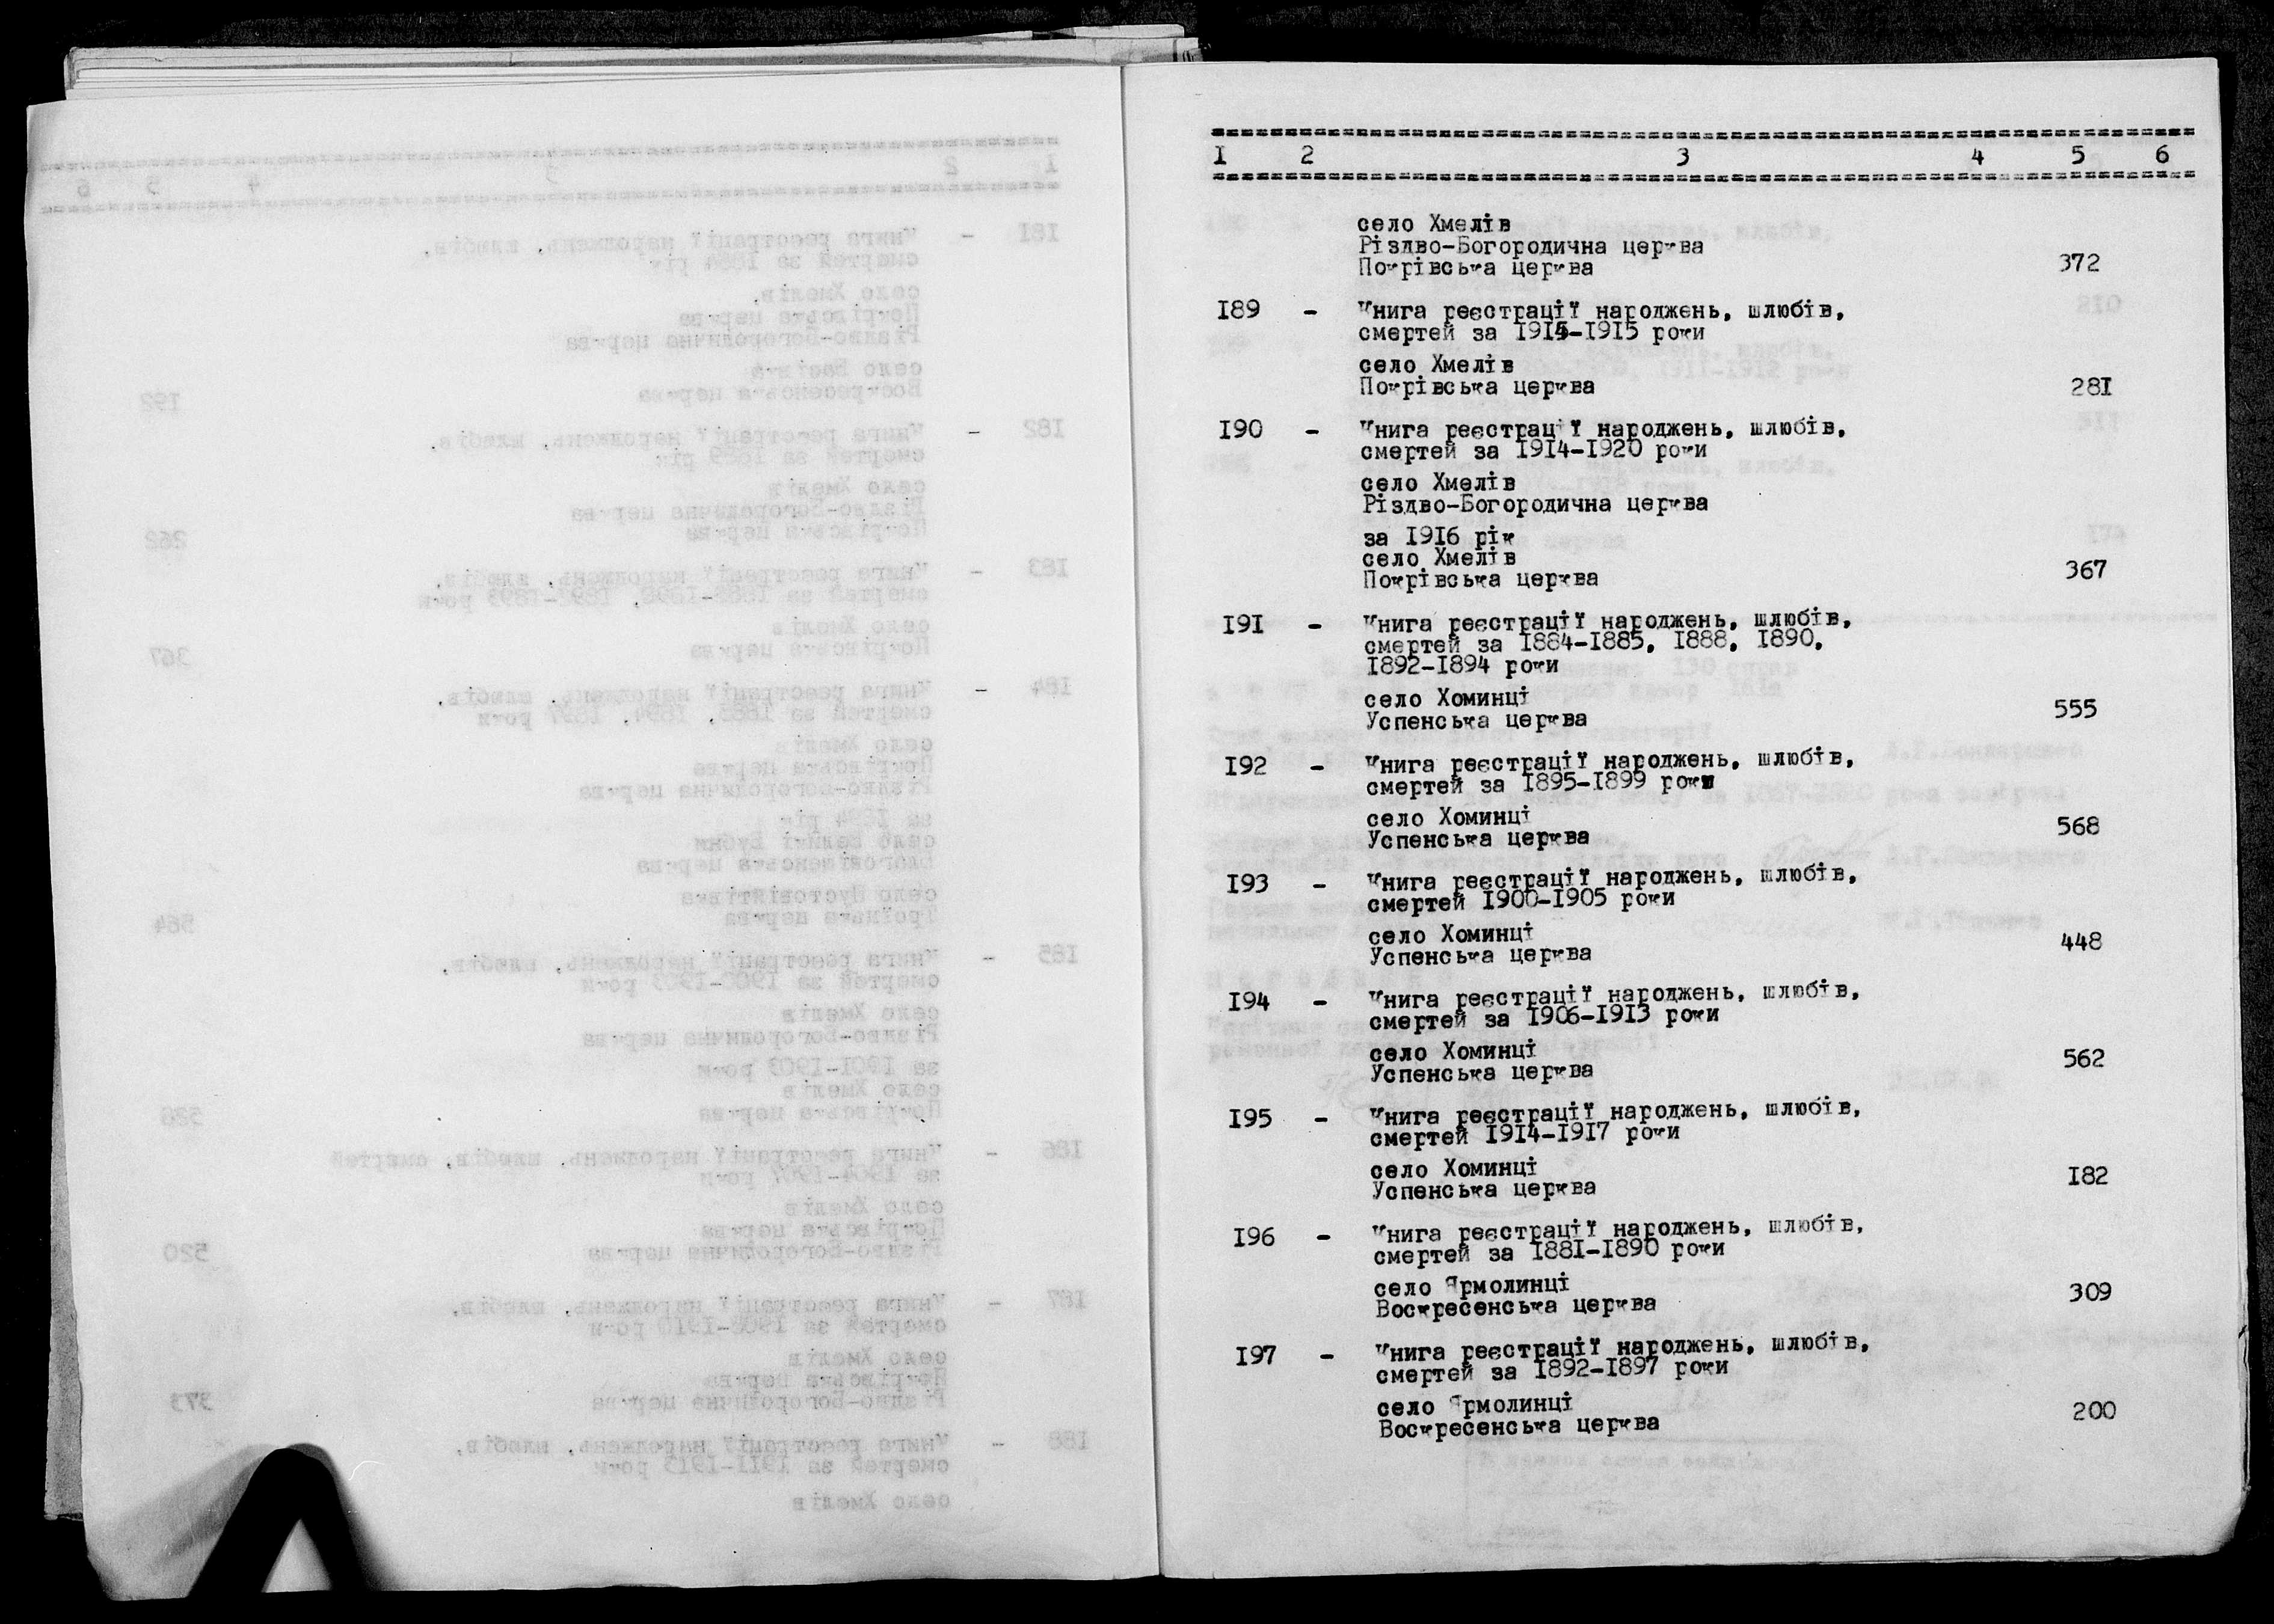 1 2 3 4 5 6
село Хмелів
Різдво-Богородична церква
Покрівська церква 372
189 - Книга реєстрації народжень, шлюбів,
смертей за 1914-1915 роки
село Хмелів
Покрівська церква 281
190 - Книга реєстрації народжень, шлюбів,
смертей за 1914-1920 роки
село Хмелів
Різдво-Богородична церква
за 1916 рік
село Хмелів
Покрівська церква 367
191 - Книга реєстрації народжень, шлюбів,
смертей за 1884-1885, 1888, 1890,
1892-1894 роки
село Хоминці
Успенська церква 555
192 - Книга реєстрації народжень, шлюбів,
смертей за 1895-1899 роки
село Хоминці
Успенська церква 568
193 - Книга реєстрації народжень, шлюбів,
смертей 1900-1905 роки
село Хоминці
Успенська церква 448
194 - Книга реєстрації народжень, шлюбів,
смертей за 1906-1913 роки
село Хоминці
Успенська церква 562
195 - Книга реєстрації народжень, шлюбів,
смертей 1914-1917 роки
село Хоминці
Успенська церква 182
196 - Книга реєстрації народжень, шлюбів,
смертей за 1881-1890 роки
село Ярмолинці
Воскресенська церква 309
197 - Книга реєстрації народжень, шлюбів,
смертей за 1892-1897 роки
село Ярмолинці
Воскресенська церква 200